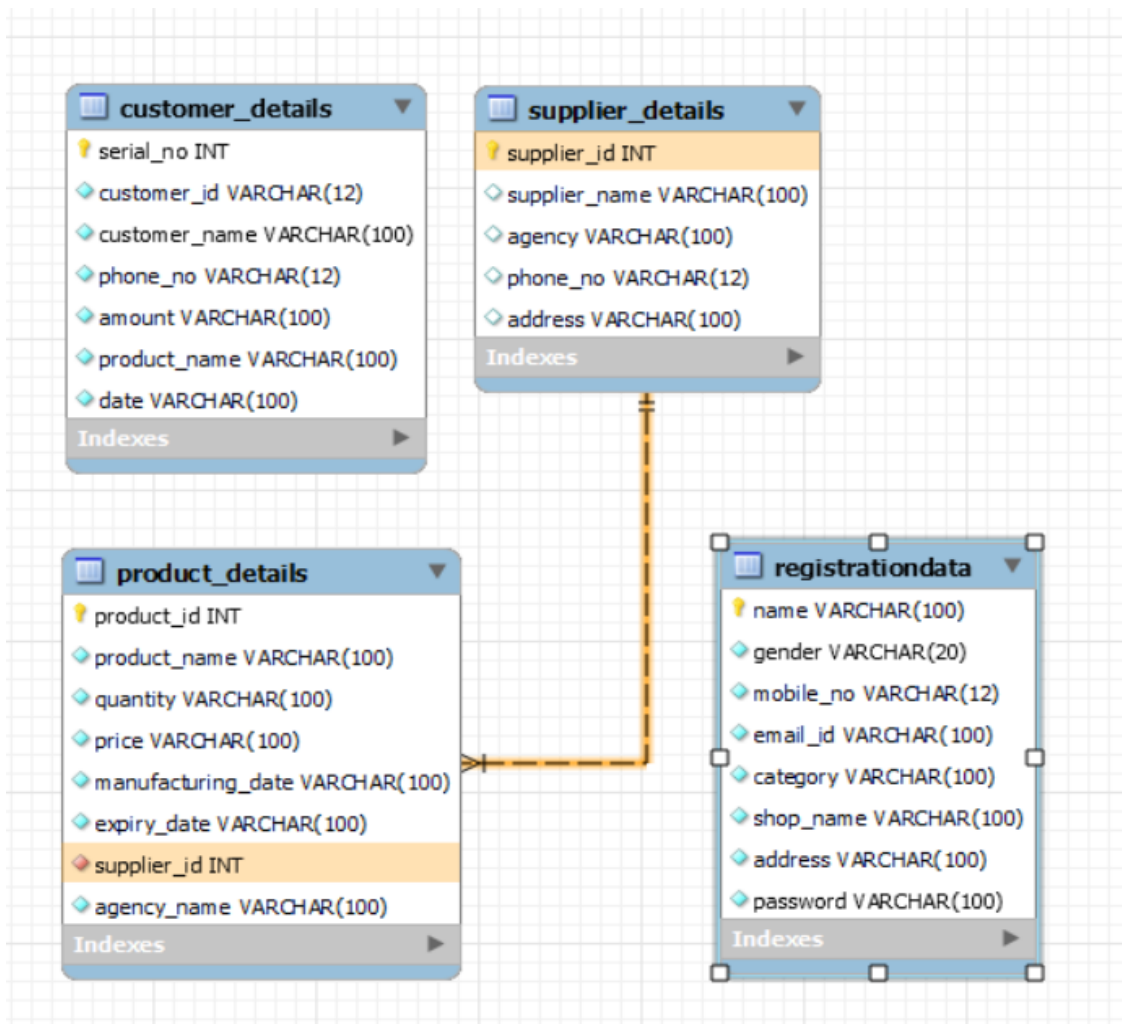 customer_details
serial_no INT
customer_id VARCHAR(12)
customer_name VARCHAR(100)
phone_no VARCHAR(12)
amount VARCHAR(100)
product_name VARCHAR(100)
date VARCHAR(100)
Indexes
supplier_details
supplier_id INT
supplier_name VARCHAR(100)
agency VARCHAR(100)
phone_no VARCHAR(12)
address VARCHAR(100)
Indexes
product_details
product_id INT
product_name VARCHAR(100)
quantity VARCHAR(100)
price VARCHAR(100)
manufacturing_date VARCHAR(100)
expiry_date VARCHAR(100)
supplier_id INT
agency_name VARCHAR(100)
Indexes
registrationdata
name VARCHAR(100)
gender VARCHAR(20)
mobile_no VARCHAR(12)
email_id VARCHAR(100)
category VARCHAR(100)
shop_name VARCHAR(100)
address VARCHAR(100)
password VARCHAR(100)
Indexes